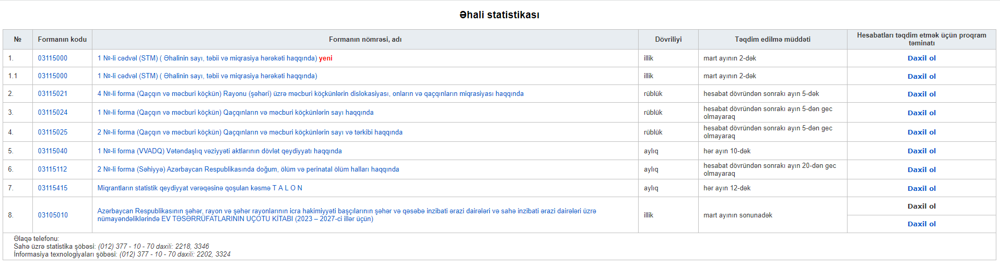 Əhali statistikası
№ Formanın kodu Formanın nömrəsi, adı Dövriliyi Təqdim edilmə müddəti Hesabatları təqdim etmək üçün proqram təminatı
1. 03115000 1 №-li cədvəl (STM) ( Əhalinin sayı, təbii və miqrasiya hərəkəti haqqında) yeni illik mart ayının 2-dək Daxil ol
1.1 03115000 1 №-li cədvəl (STM) ( Əhalinin sayı, təbii və miqrasiya hərəkəti haqqında) illik mart ayının 2-dək Daxil ol
2. 03115021 4 №-li forma (Qaçqın və məcburi köçkün) Rayonu (şəhəri) üzrə məcburi köçkünlərin dislokasiyası, onların və qaçqınların miqrasiyası haqqında rüblük hesabat dövründən sonrakı ayın 5-dək Daxil ol
3. 03115024 1 №-li forma (Qaçqın və məcburi köçkün) Qaçqınların və məcburi köçkünlərin sayı haqqında rüblük hesabat dövründən sonrakı ayın 5-dən gec olmayaraq Daxil ol
4. 03115025 2 №-li forma (Qaçqın və məcburi köçkün) Qaçqınların və məcburi köçkünlərin sayı və tərkibi haqqında rüblük hesabat dövründən sonrakı ayın 5-dən gec olmayaraq Daxil ol
5. 03115040 1 №-li forma (VVADQ) Vətəndaşlıq vəziyyəti aktlarının dövlət qeydiyyatı haqqında aylıq hər ayın 10-dək Daxil ol
6. 03115112 2 №-li forma (Səhiyyə) Azərbaycan Respublikasında doğum, ölüm və perinatal ölüm halları haqqında aylıq hesabat dövründən sonrakı ayın 20-dən gec olmayaraq Daxil ol
7. 03115415 Miqrantların statistik qeydiyyat vərəqəsinə qoşulan kəsmə T A L O N aylıq hər ayın 12-dək Daxil ol
8. 03105010 Azərbaycan Respublikasının şəhər, rayon və şəhər rayonlarının icra hakimiyyəti başçılarının şəhər və qəsəbə inzibati ərazi dairələri və sahə inzibati ərazi dairələri üzrə
nümayəndəliklərində EV TƏSƏRRÜFATLARININ UÇOTU KİTABI (2023 – 2027-ci illər üçün) illik mart ayının sonunadək Daxil ol
Daxil ol
Əlaqə telefonu:
Sahə üzrə statistika şöbəsi: (012) 377 - 10 - 70 daxili: 2218, 3346
İnformasiya texnologiyaları şöbəsi: (012) 377 - 10 - 70 daxili: 2202, 3324